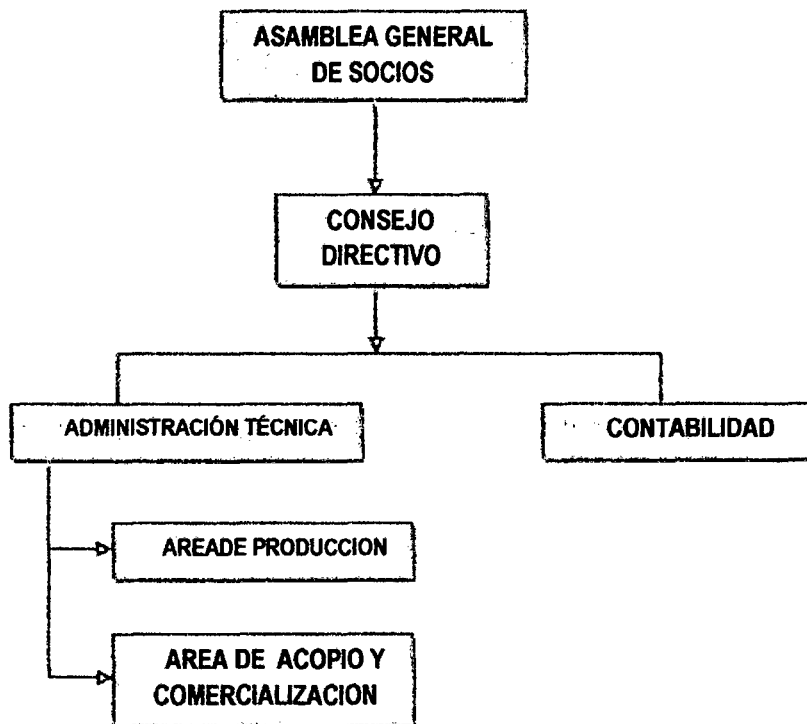 ASAMBLEA GENERAL
DE SOCIOS
CONSEJO
DIRECTIVO
ADMINISTRACIÓN TÉCNICA
CONTABILIDAD
AREADE PRODUCCION
AREA DE ACOPIO Y
COMERCIALIZACION